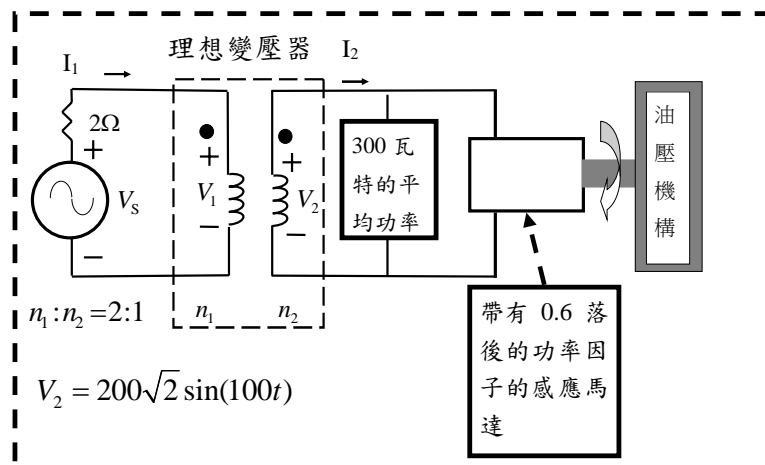 理想變壓器
I₁
I₂
2Ω
+
+
+
V₁
V₂
Vₛ
−
−
−
300 瓦
特的平
均功率
油
壓
機
構
n₁:n₂=2:1
n₁
n₂
帶有 0.6 落
後的功率因
子的感應馬
達
V₂ = 200√2 sin(100t)